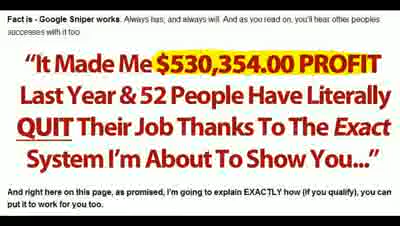 Fact is - Google Sniper works. Always has, and always will. And as you read on, you'll hear other peoples
successes with it too
“It Made Me $530,354.00 PROFIT
Last Year & 52 People Have Literally
QUIT Their Job Thanks To The Exact
System I'm About To Show You...”
And right here on this page, as promised, I'm going to explain EXACTLY how (if you qualify), you can
put it to work for you too.